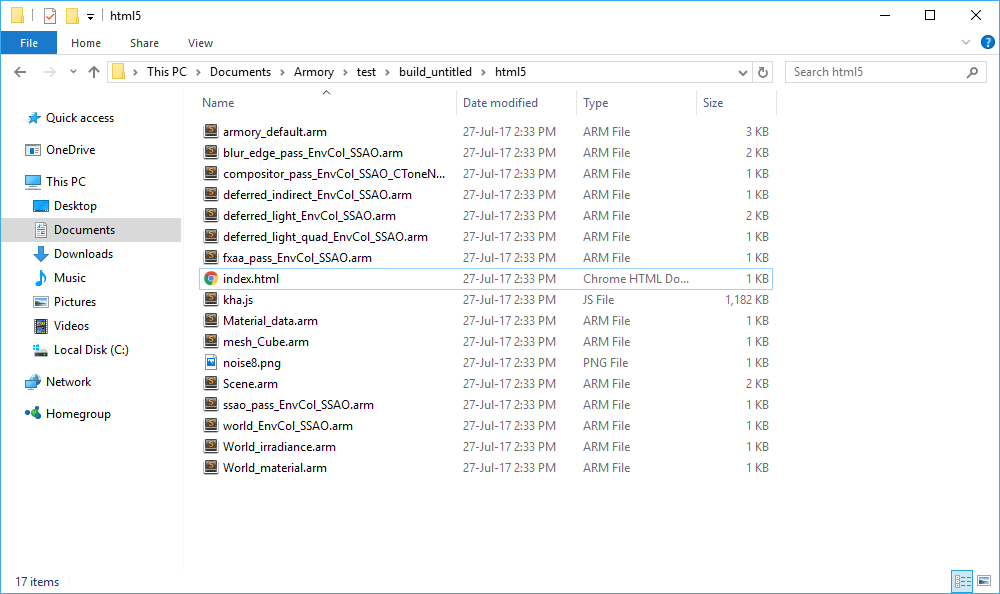 html5
File Home Share View
This PC Documents Armory test build_untitled html5 Search html5
Name Date modified Type Size
Quick access
OneDrive
This PC
Desktop
Documents
Downloads
Music
Pictures
Videos
Local Disk (C:)
Network
Homegroup
armory_default.arm 27-Jul-17 2:33 PM ARM File 3 KB
blur_edge_pass_EnvCol_SSAO.arm 27-Jul-17 2:33 PM ARM File 2 KB
compositor_pass_EnvCol_SSAO_CToneN... 27-Jul-17 2:33 PM ARM File 1 KB
deferred_indirect_EnvCol_SSAO.arm 27-Jul-17 2:33 PM ARM File 1 KB
deferred_light_EnvCol_SSAO.arm 27-Jul-17 2:33 PM ARM File 2 KB
deferred_light_quad_EnvCol_SSAO.arm 27-Jul-17 2:33 PM ARM File 1 KB
fxaa_pass_EnvCol_SSAO.arm 27-Jul-17 2:33 PM ARM File 1 KB
index.html 27-Jul-17 2:33 PM Chrome HTML Do... 1 KB
kha.js 27-Jul-17 2:33 PM JS File 1,182 KB
Material_data.arm 27-Jul-17 2:33 PM ARM File 1 KB
mesh_Cube.arm 27-Jul-17 2:33 PM ARM File 1 KB
noise8.png 27-Jul-17 2:33 PM PNG File 1 KB
Scene.arm 27-Jul-17 2:33 PM ARM File 2 KB
ssao_pass_EnvCol_SSAO.arm 27-Jul-17 2:33 PM ARM File 1 KB
world_EnvCol_SSAO.arm 27-Jul-17 2:33 PM ARM File 1 KB
World_irradiance.arm 27-Jul-17 2:33 PM ARM File 1 KB
World_material.arm 27-Jul-17 2:33 PM ARM File 1 KB
17 items